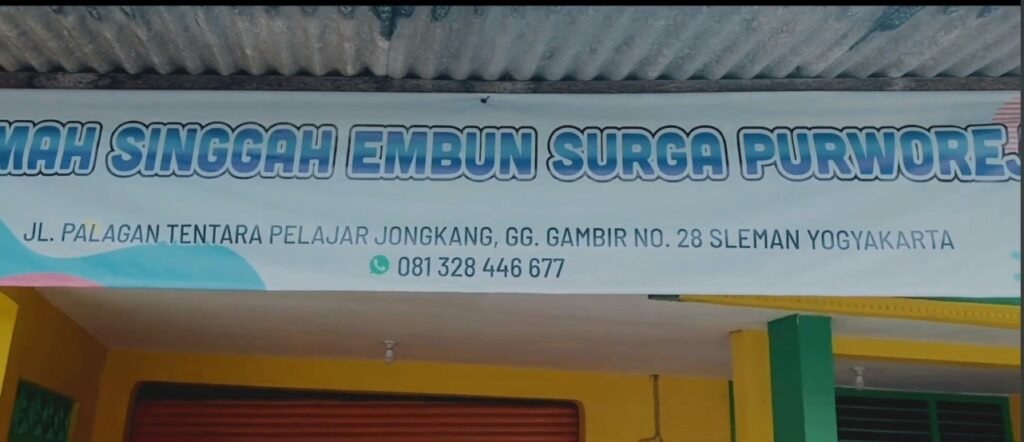 MAH SINGGAH EMBUN SURGA PURWOREJ
JL. PALAGAN TENTARA PELAJAR JONGKANG, GG. GAMBIR NO. 28 SLEMAN YOGYAKARTA
081 328 446 677